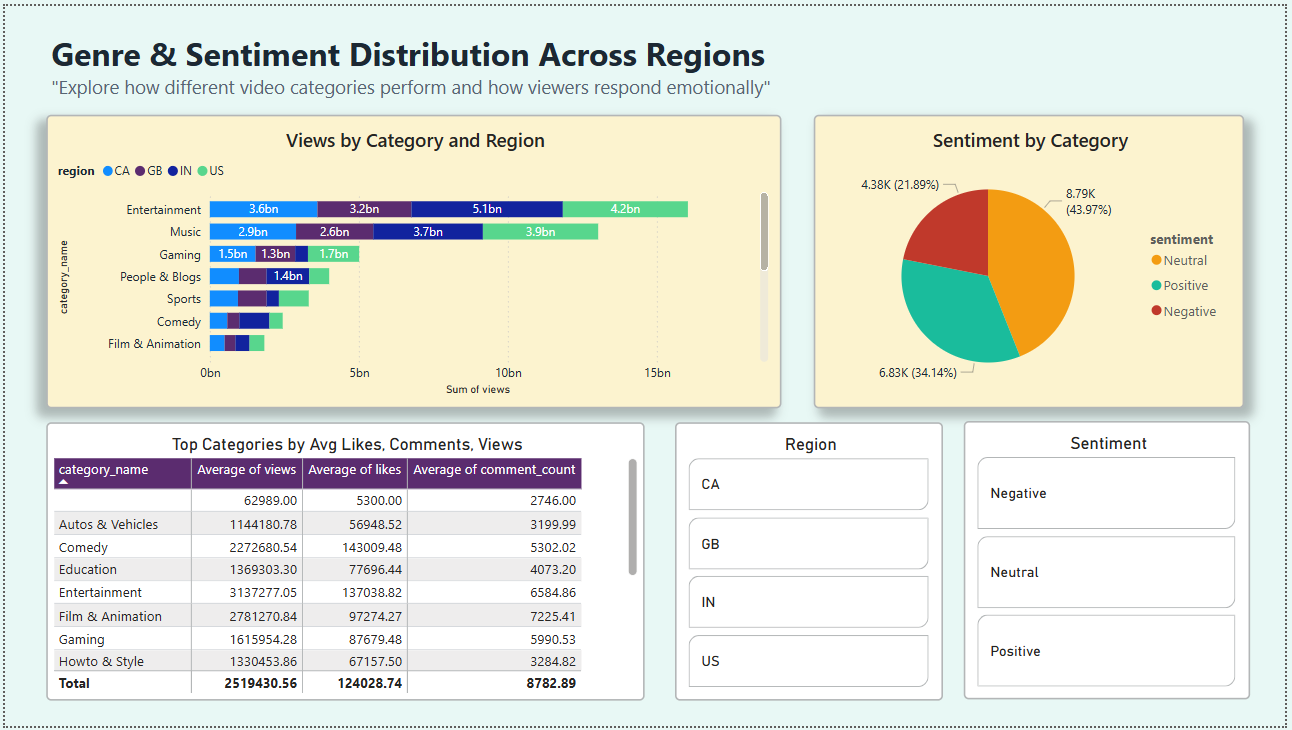 Genre & Sentiment Distribution Across Regions
"Explore how different video categories perform and how viewers respond emotionally"
Views by Category and Region
region CA GB IN US
category_name
Entertainment 3.6bn 3.2bn 5.1bn 4.2bn
Music 2.9bn 2.6bn 3.7bn 3.9bn
Gaming 1.5bn 1.3bn 1.7bn
People & Blogs 1.4bn
Sports
Comedy
Film & Animation
0bn 5bn 10bn 15bn
Sum of views
Sentiment by Category
4.38K (21.89%)
8.79K
(43.97%)
6.83K (34.14%)
sentiment
Neutral
Positive
Negative
Top Categories by Avg Likes, Comments, Views
category_name Average of views Average of likes Average of comment_count
62989.00 5300.00 2746.00
Autos & Vehicles 1144180.78 56948.52 3199.99
Comedy 2272680.54 143009.48 5302.02
Education 1369303.30 77696.44 4073.20
Entertainment 3137277.05 137038.82 6584.86
Film & Animation 2781270.84 97274.27 7225.41
Gaming 1615954.28 87679.48 5990.53
Howto & Style 1330453.86 67157.50 3284.82
Total 2519430.56 124028.74 8782.89
Region
CA
GB
IN
US
Sentiment
Negative
Neutral
Positive